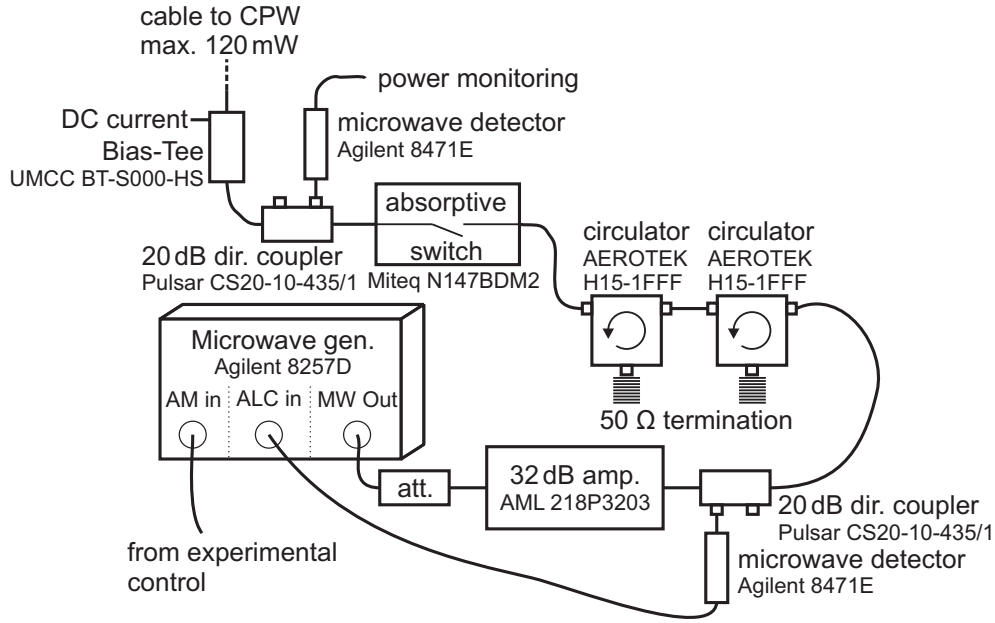 cable to CPW
max. 120 mW
power monitoring
DC current
Bias-Tee
UMCC BT-S000-HS
microwave detector
Agilent 8471E
absorptive
switch
Miteq N147BDM2
20 dB dir. coupler
Pulsar CS20-10-435/1
circulator
AEROTEK
H15-1FFF
circulator
AEROTEK
H15-1FFF
50 Ω termination
Microwave gen.
Agilent 8257D
AM in
ALC in
MW Out
att.
32 dB amp.
AML 218P3203
20 dB dir. coupler
Pulsar CS20-10-435/1
microwave detector
Agilent 8471E
from experimental
control